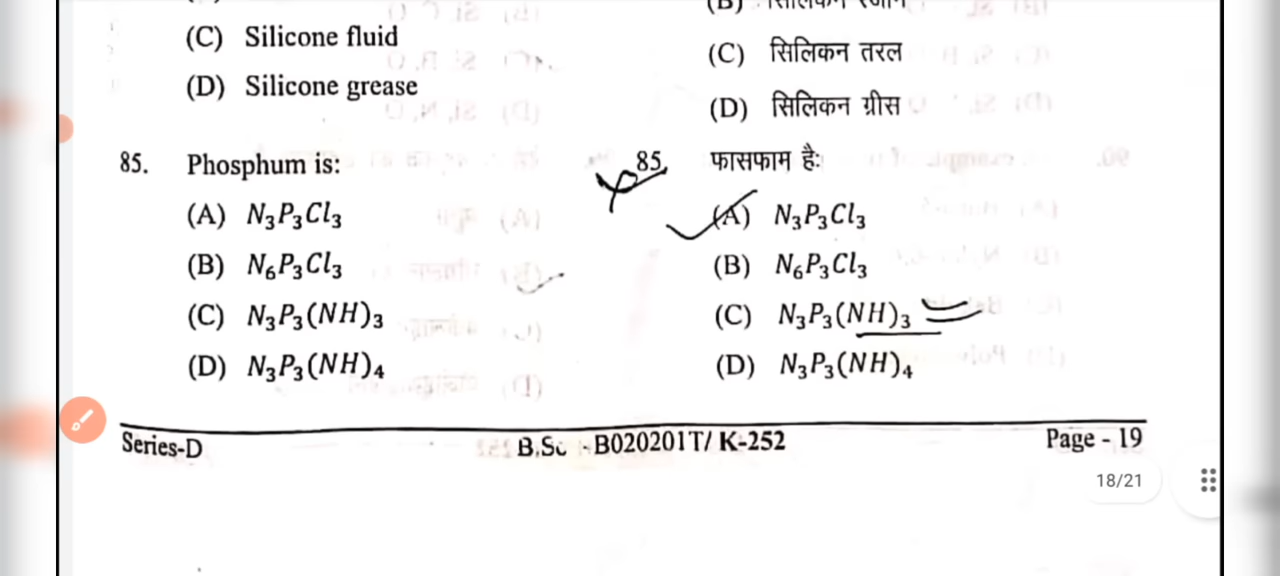 (C) Silicone fluid
(D) Silicone grease
85. Phosphum is:
(A) N₃P₃Cl₃
(B) N₆P₃Cl₃
(C) N₃P₃(NH)₃
(D) N₃P₃(NH)₄
(C) सिलिकन तरल
(D) सिलिकन ग्रीस
85. फासफाम है:
(A) N₃P₃Cl₃
(B) N₆P₃Cl₃
(C) N₃P₃(NH)₃
(D) N₃P₃(NH)₄
Series-D B020201T/ K-252 Page - 19
18/21